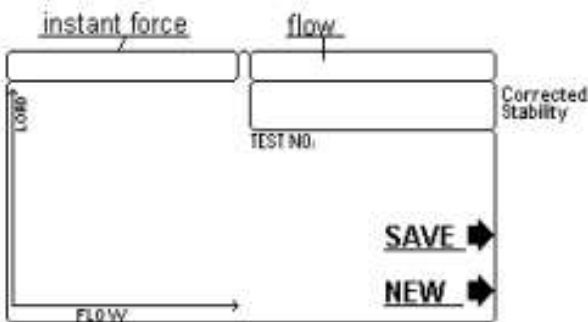 instant force
flow
Corrected
Stability
LOAD
TEST NO:
SAVE
NEW
FLOW